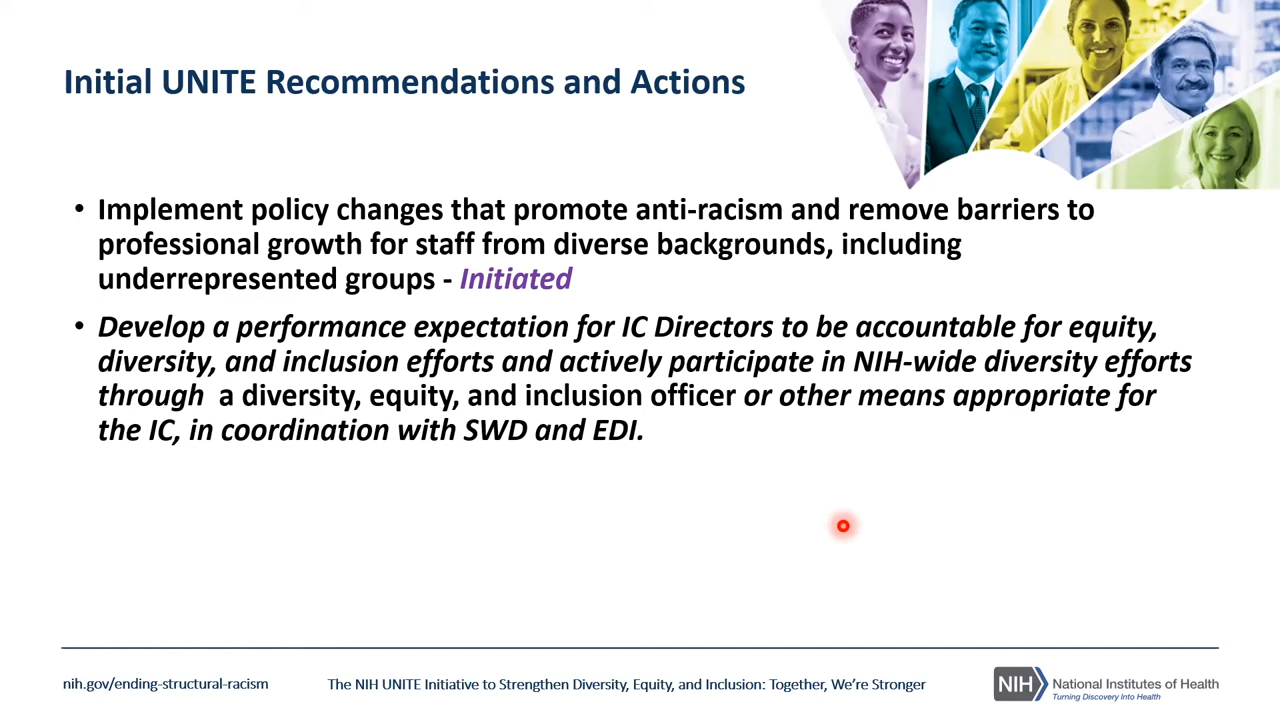 Initial UNITE Recommendations and Actions
• Implement policy changes that promote anti-racism and remove barriers to
professional growth for staff from diverse backgrounds, including
underrepresented groups - Initiated
• Develop a performance expectation for IC Directors to be accountable for equity,
diversity, and inclusion efforts and actively participate in NIH-wide diversity efforts
through a diversity, equity, and inclusion officer or other means appropriate for
the IC, in coordination with SWD and EDI.
nih.gov/ending-structural-racism
The NIH UNITE Initiative to Strengthen Diversity, Equity, and Inclusion: Together, We’re Stronger
NIH National Institutes of Health
Turning Discovery Into Health